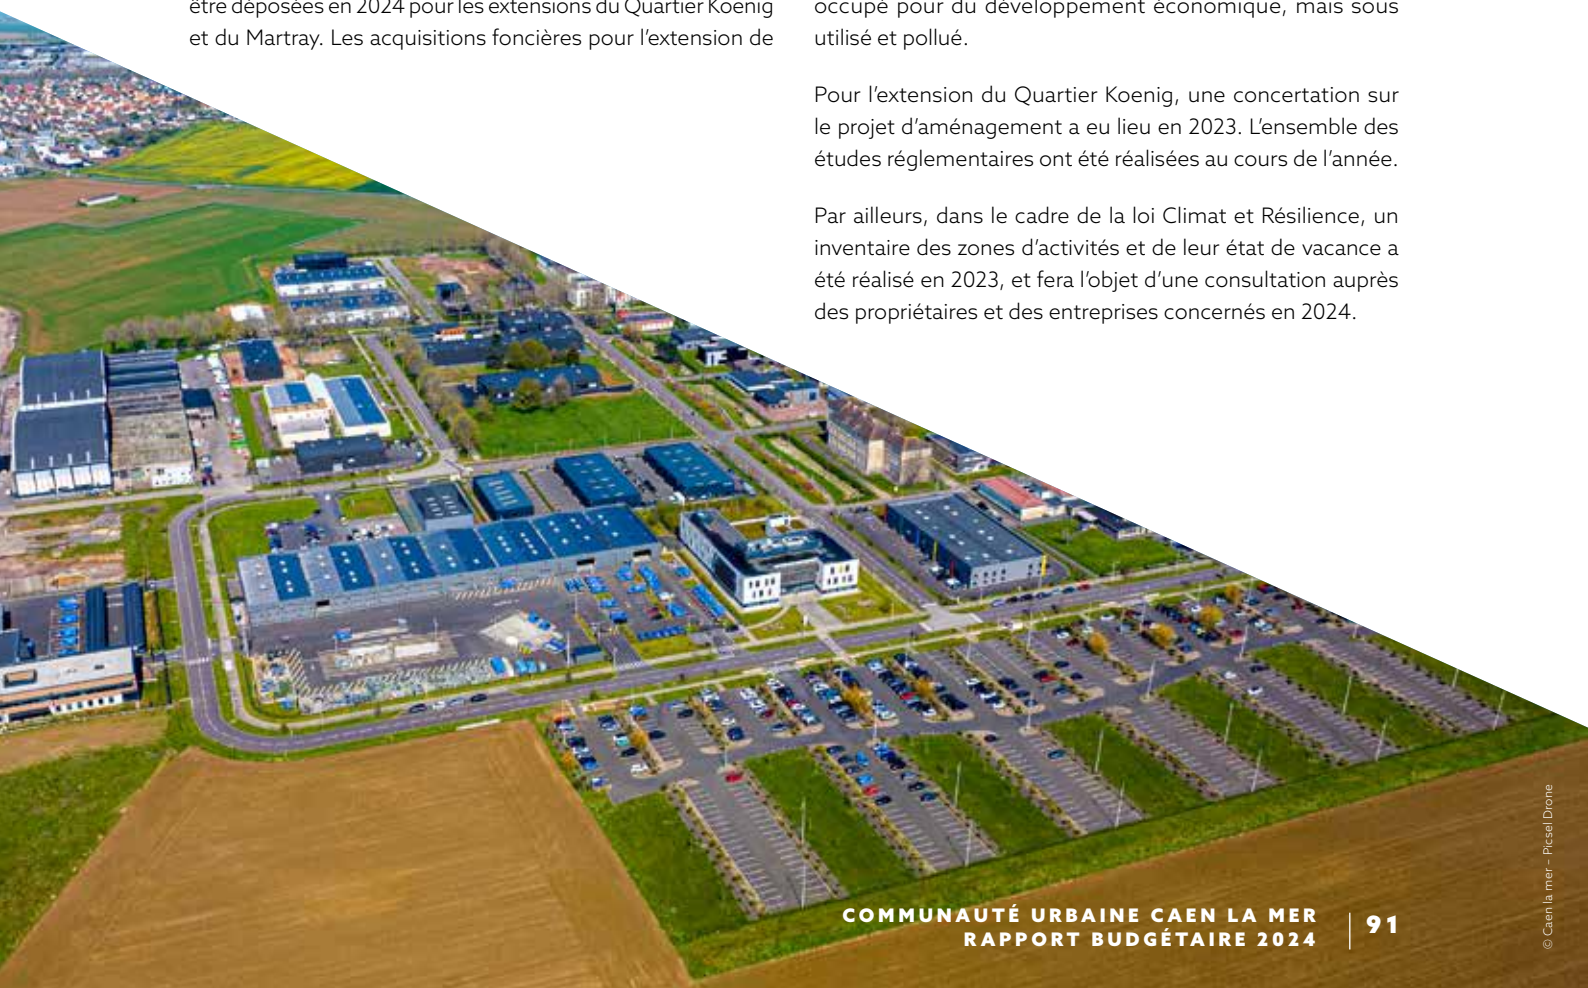 être déposées en 2024 pour les extensions du Quartier Koenig
et du Martray. Les acquisitions foncières pour l'extension de
occupé pour du développement économique, mais sous
utilisé et pollué.
Pour l'extension du Quartier Koenig, une concertation sur
le projet d'aménagement a eu lieu en 2023. L'ensemble des
études réglementaires ont été réalisées au cours de l'année.
Par ailleurs, dans le cadre de la loi Climat et Résilience, un
inventaire des zones d'activités et de leur état de vacance a
été réalisé en 2023, et fera l'objet d'une consultation auprès
des propriétaires et des entreprises concernés en 2024.
COMMUNAUTÉ URBAINE CAEN LA MER
RAPPORT BUDGÉTAIRE 2024
91
© Caen la mer – Picsel Drone